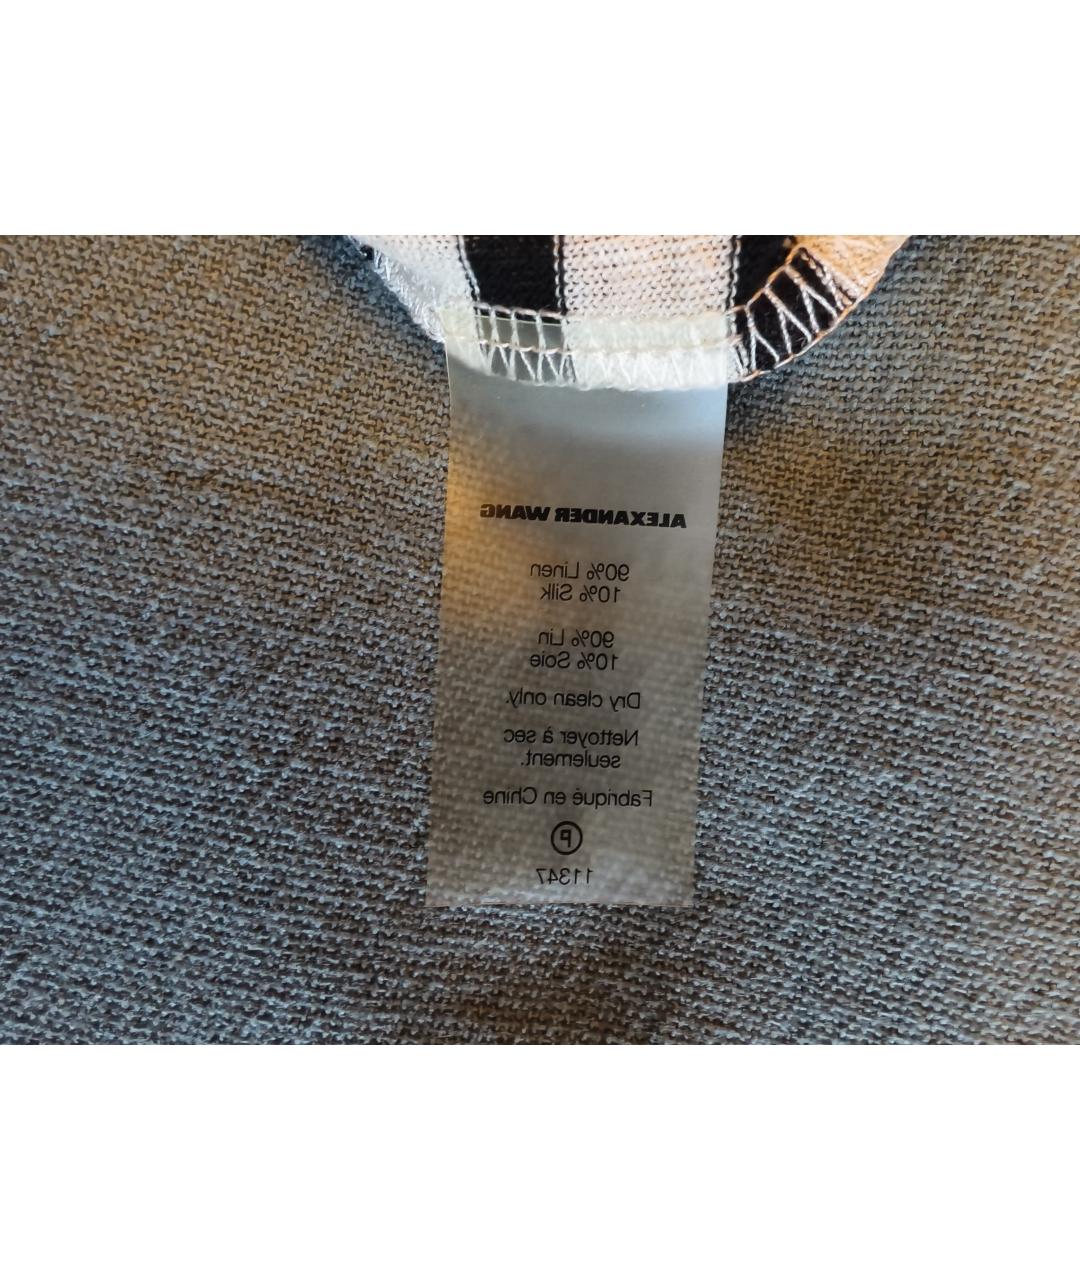 ALEXANDER WANG
90% Linen
10% Silk
90% Lin
10% Soie
Dry clean only.
Nettoyer à sec
seulement.
Fabriqué en Chine
P
11347